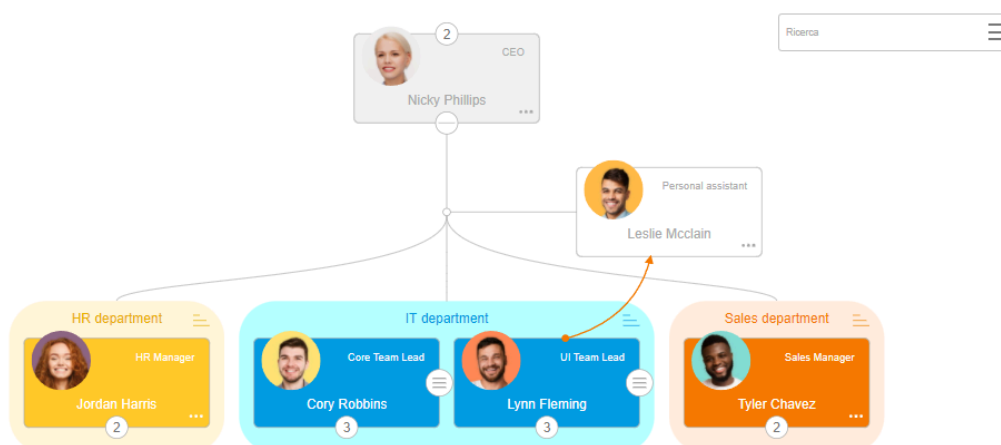 2
Ricerca
CEO
Nicky Phillips
Personal assistant
Leslie Mcclain
HR department
IT department
Sales department
HR Manager
Core Team Lead
UI Team Lead
Sales Manager
Jordan Harris
Cory Robbins
Lynn Fleming
Tyler Chavez
2
3
3
2